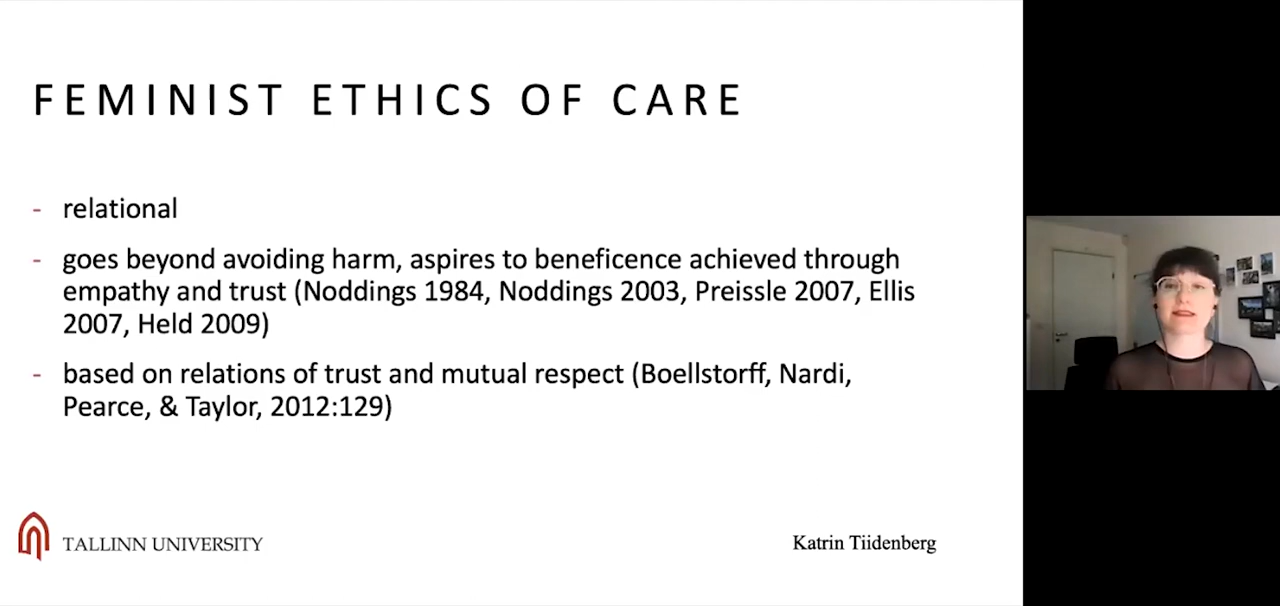 FEMINIST ETHICS OF CARE
- relational
- goes beyond avoiding harm, aspires to beneficence achieved through
empathy and trust (Noddings 1984, Noddings 2003, Preissle 2007, Ellis
2007, Held 2009)
- based on relations of trust and mutual respect (Boellstorff, Nardi,
Pearce, & Taylor, 2012:129)
TALLINN UNIVERSITY
Katrin Tiidenberg